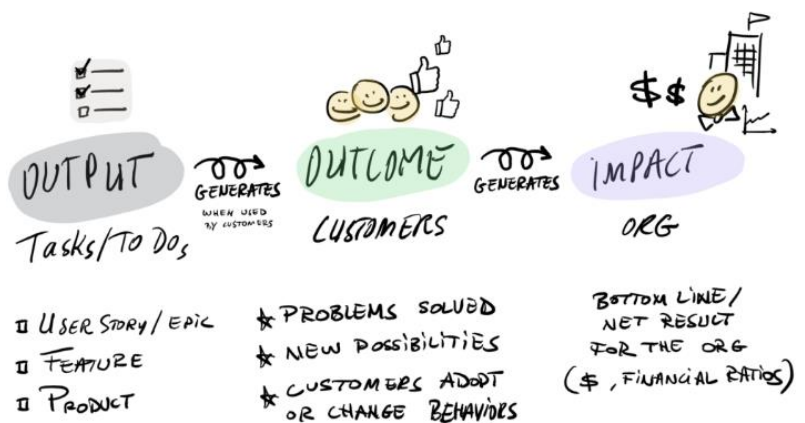 $$
OUTPUT
GENERATES
WHEN USED
BY CUSTOMERS
OUTCOME
GENERATES
IMPACT
Tasks/To Dos
CUSTOMERS
ORG
USER STORY / EPIC
FEATURE
PRODUCT
PROBLEMS SOLVED
NEW POSSIBILITIES
CUSTOMERS ADOPT
OR CHANGE BEHAVIORS
BOTTOM LINE/
NET RESULT
FOR THE ORG
($, FINANCIAL RATIOS)